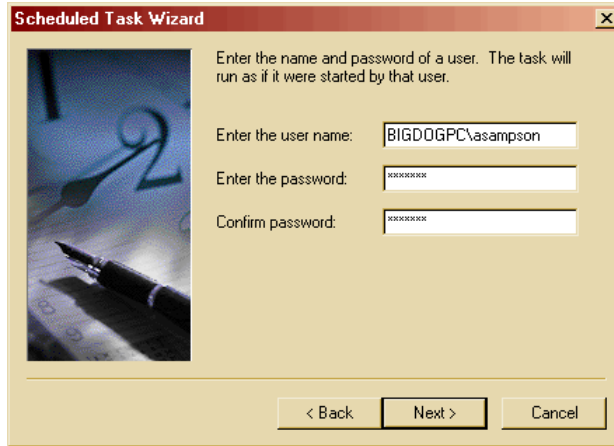 Scheduled Task Wizard
Enter the name and password of a user. The task will
run as if it were started by that user.
Enter the user name: BIGDOGPC\asampson
Enter the password: *******
Confirm password: *******
< Back Next > Cancel